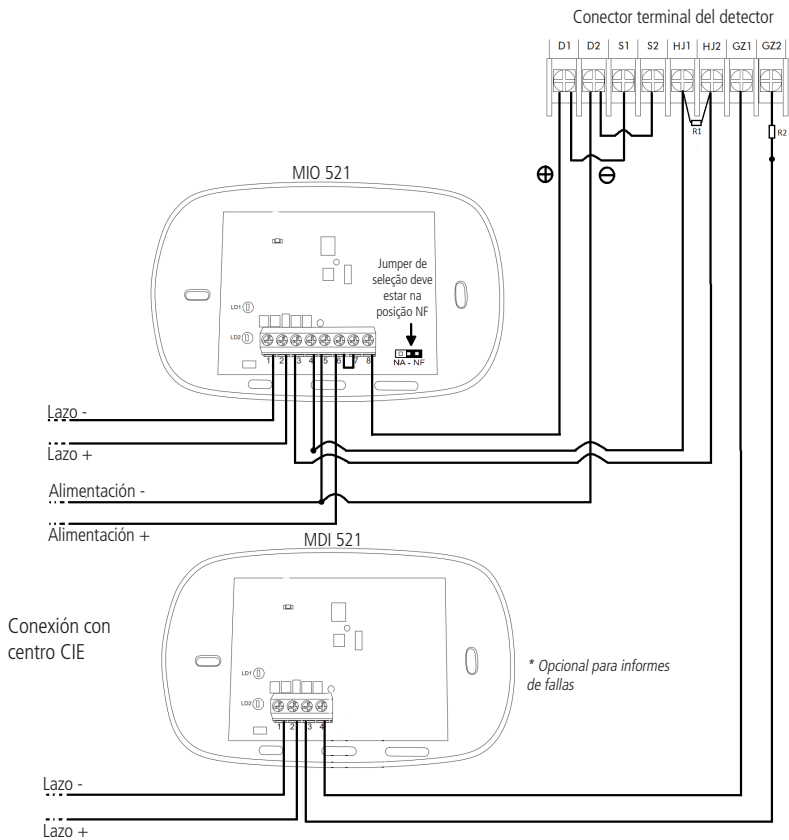 Conector terminal del detector
D1 D2 S1 S2 HJ1 HJ2 GZ1 GZ2
R1
R2
MIO 521
Jumper de
seleção deve
estar na
posição NF
LD1
LD2
1 2 3 4 5 6 7 8
NA - NF
Lazo -
Lazo +
Alimentación -
Alimentación +
MDI 521
Conexión con
centro CIE
LD1
LD2
1 2 3 4
* Opcional para informes
de fallas
Lazo -
Lazo +